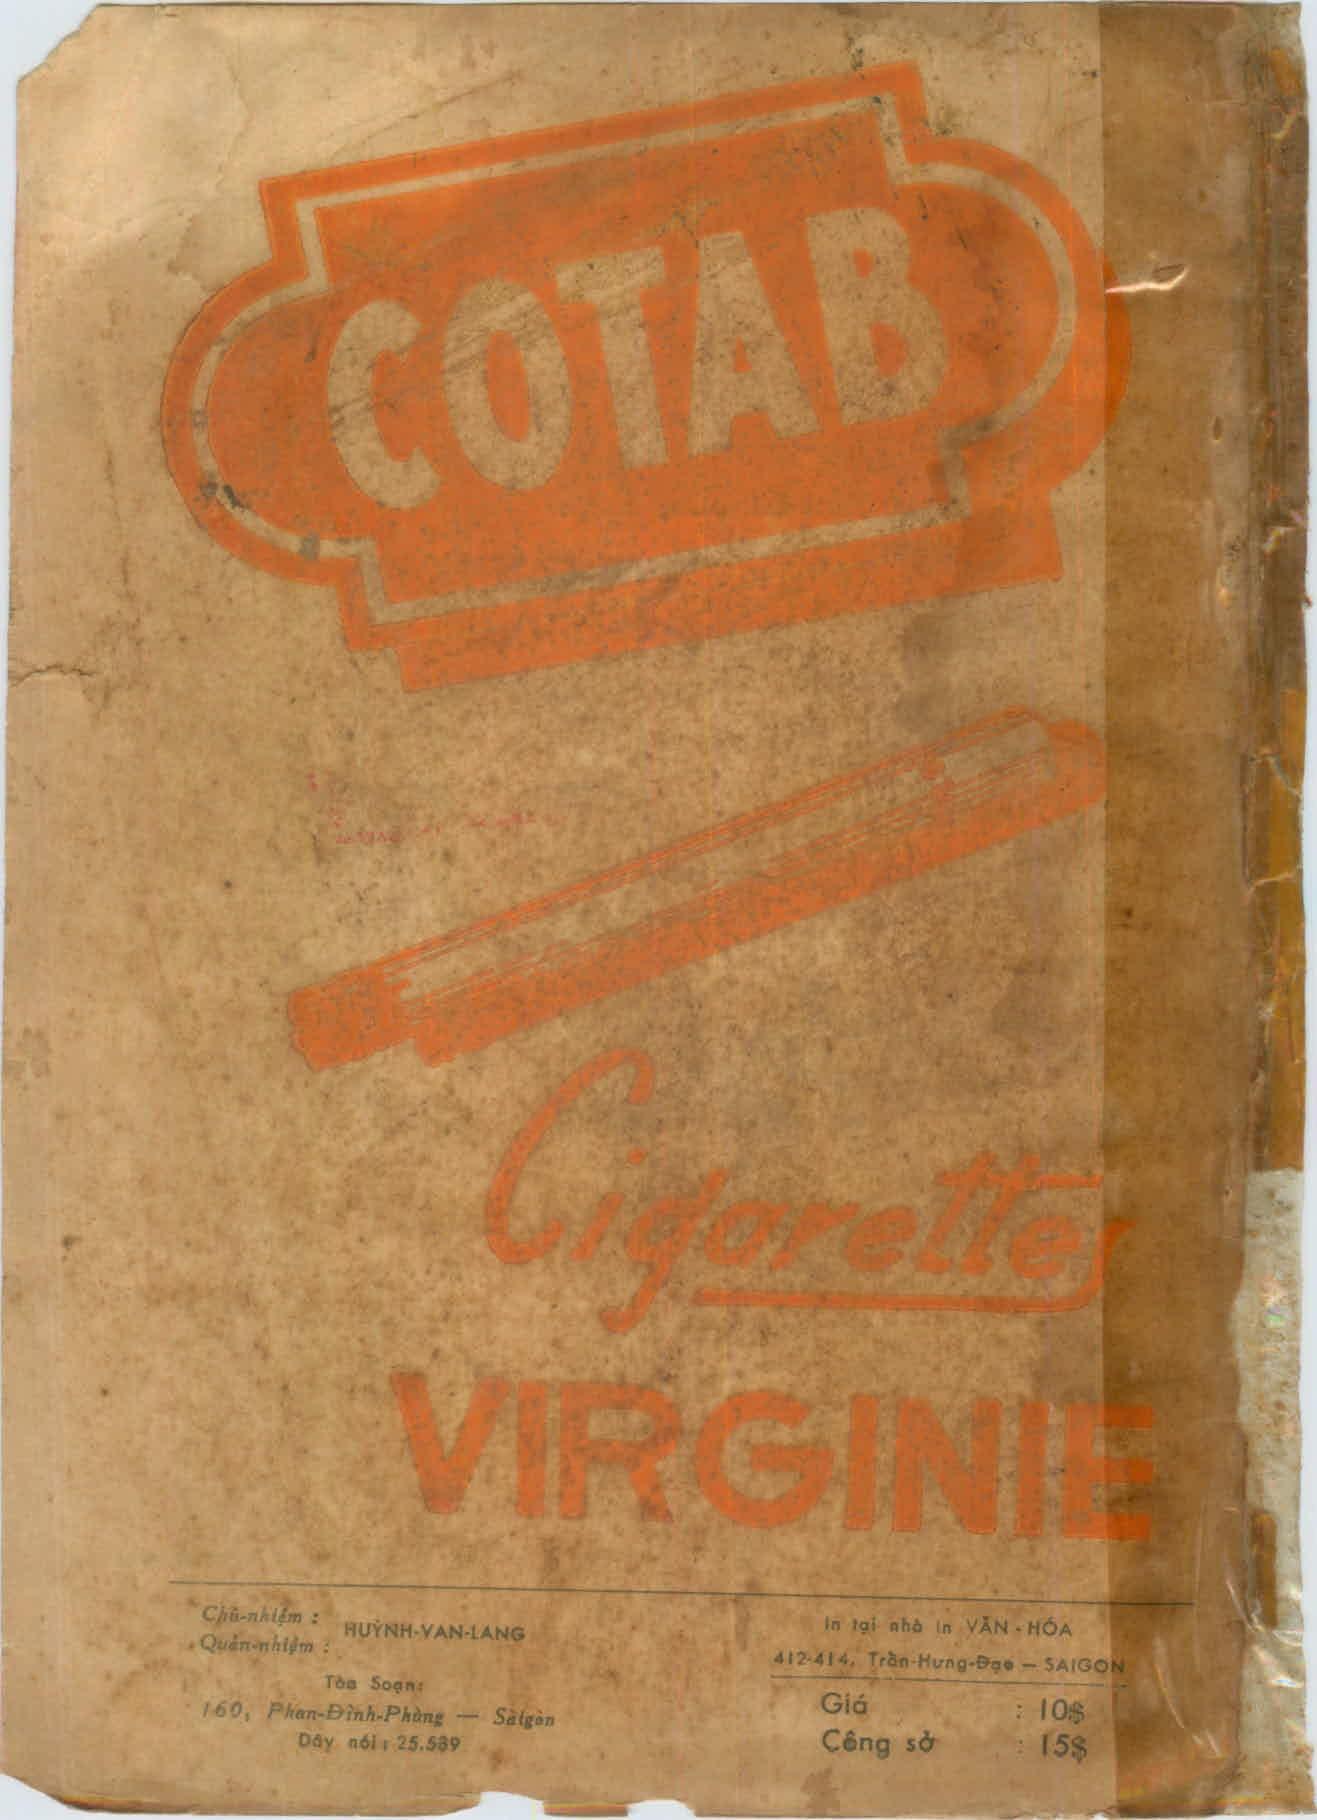 COTAB
Cigarettes
VIRGINIE
Chủ-nhiệm :
Quản-nhiệm :
HUỲNH-VAN-LANG
Tòa Soạn:
160, Phan-Đình-Phùng — Sàigòn
Dây nói : 25.539
In tại nhà in VĂN - HÓA
412-414, Trần-Hưng-Đạo — SAIGON
Giá : 10$
Công sở : 15$